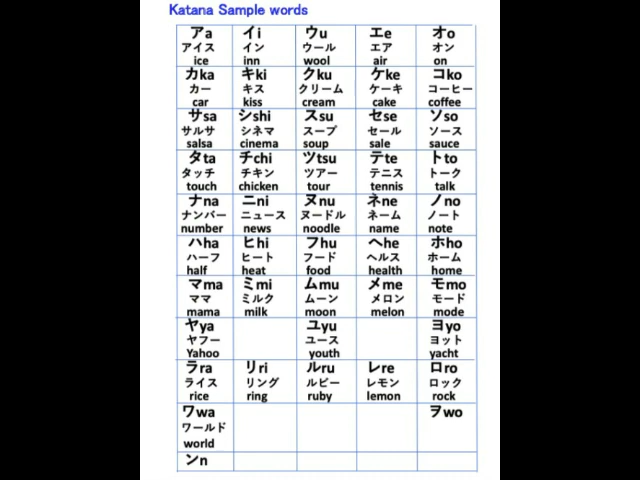 Katana Sample words
アa イi ウu エe オo
アイス イン ウール エア オン
ice inn wool air on
カka キki クku ケke コko
カー キス クリーム ケーキ コーヒー
car kiss cream cake coffee
サsa シshi スsu セse ソso
サルサ シネマ スープ セール ソース
salsa cinema soup sale sauce
タta チchi ツtsu テte トto
タッチ チキン ツアー テニス トーク
touch chicken tour tennis talk
ナna ニni ヌnu ネne ノno
ナンバー ニュース ヌードル ネーム ノート
number news noodle name note
ハha ヒhi フhu ヘhe ホho
ハーフ ヒート フード ヘルス ホーム
half heat food health home
マma ミmi ムmu メme モmo
ママ ミルク ムーン メロン モード
mama milk moon melon mode
ヤya ユyu ヨyo
ヤフー ユース ヨット
Yahoo youth yacht
ラra リri ルru レre ロro
ライス リング ルビー レモン ロック
rice ring ruby lemon rock
ワwa ヲwo
ワールド
world
ンn